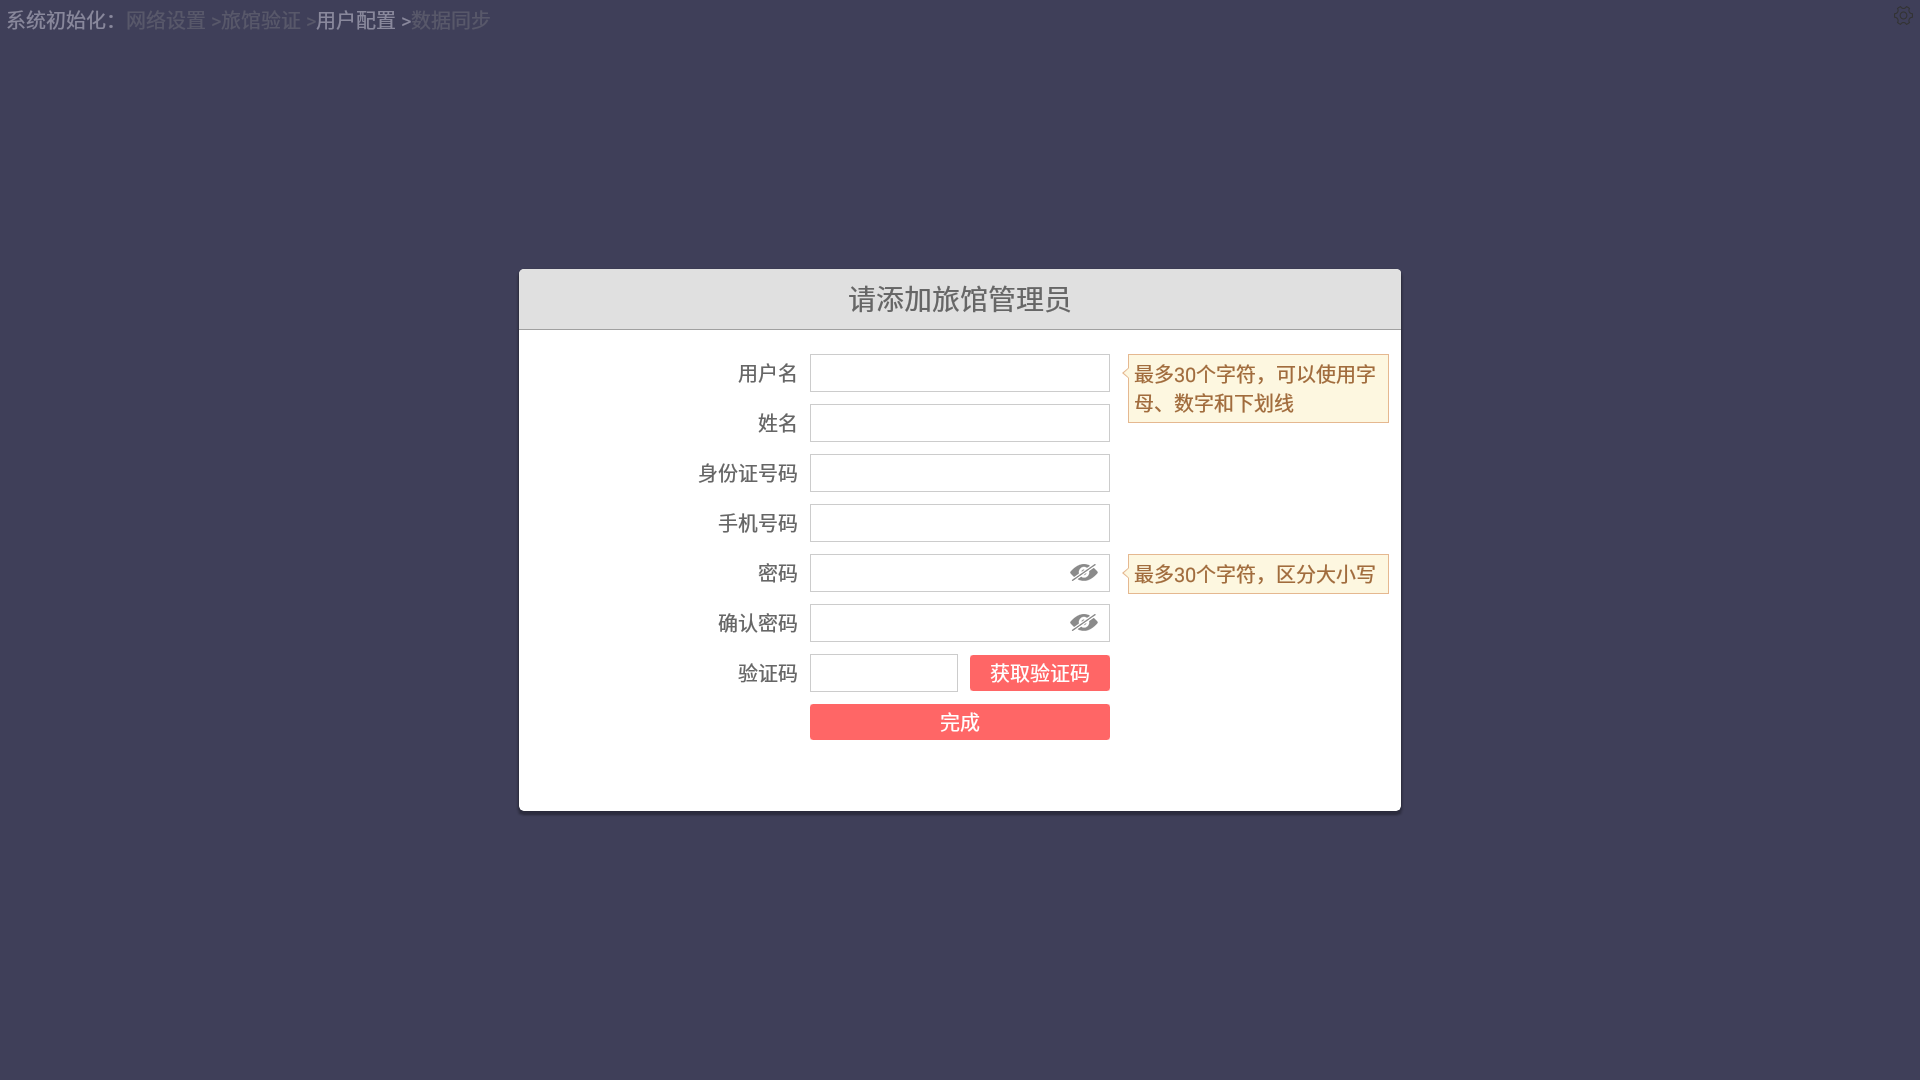 系统初始化：网络设置 >旅馆验证 >用户配置 >数据同步
请添加旅馆管理员
用户名
最多30个字符，可以使用字
母、数字和下划线
姓名
身份证号码
手机号码
密码
最多30个字符，区分大小写
确认密码
验证码
获取验证码
完成